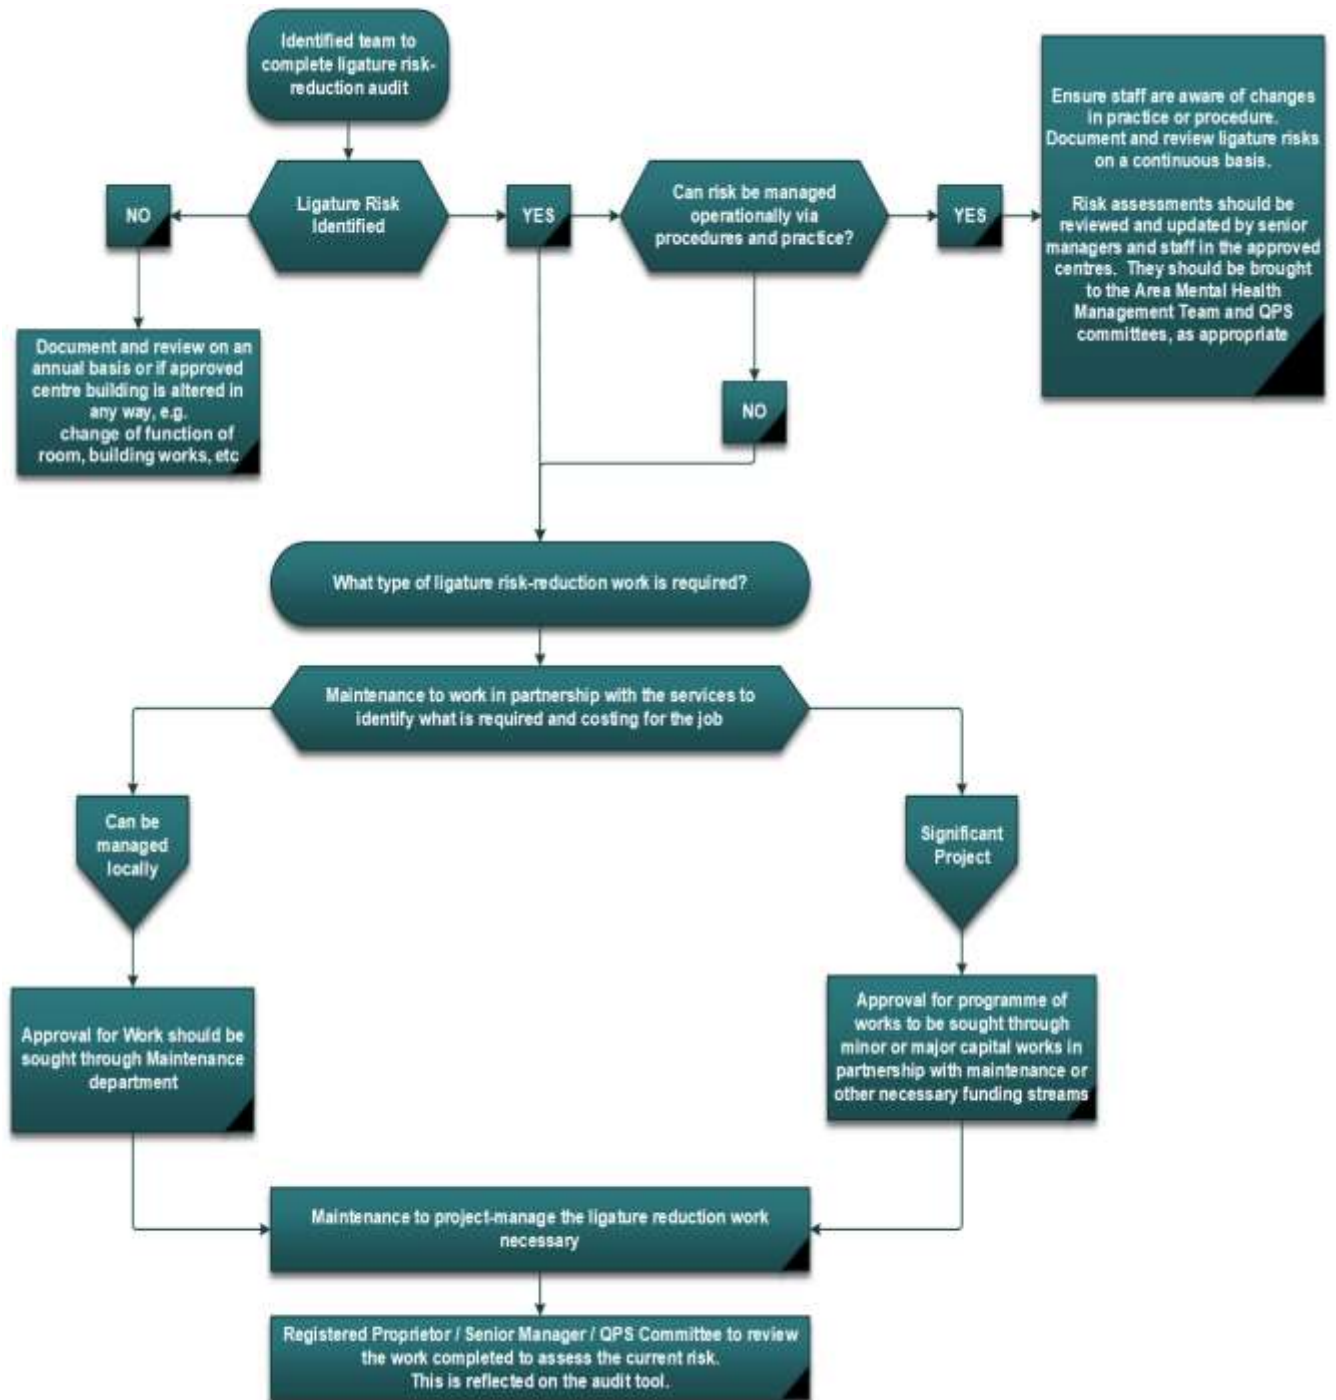 Identified team to
complete ligature risk-
reduction audit
Ligature Risk
Identified
NO
YES
Can risk be managed
operationally via
procedures and practice?
YES
Ensure staff are aware of changes
in practice or procedure.
Document and review ligature risks
on a continuous basis.
Risk assessments should be
reviewed and updated by senior
managers and staff in the approved
centres. They should be brought
to the Area Mental Health
Management Team and QPS
committees, as appropriate
Document and review on an
annual basis or if approved
centre building is altered in
any way, e.g.
change of function of
room, building works, etc
NO
What type of ligature risk-reduction work is required?
Maintenance to work in partnership with the services to
identify what is required and costing for the job
Can be
managed
locally
Significant
Project
Approval for Work should be
sought through Maintenance
department
Approval for programme of
works to be sought through
minor or major capital works in
partnership with maintenance or
other necessary funding streams
Maintenance to project-manage the ligature reduction work
necessary
Registered Proprietor / Senior Manager / QPS Committee to review
the work completed to assess the current risk.
This is reflected on the audit tool.